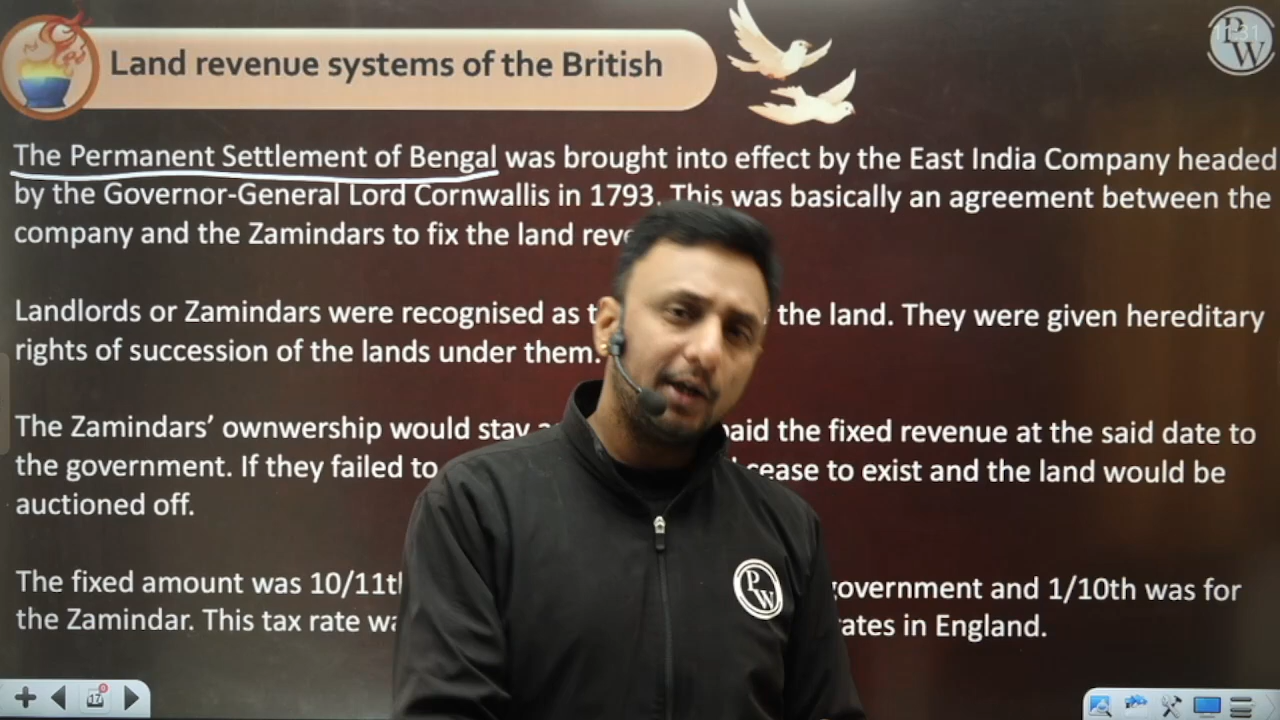 Land revenue systems of the British
11:31
PW
The Permanent Settlement of Bengal was brought into effect by the East India Company headed
by the Governor-General Lord Cornwallis in 1793. This was basically an agreement between the
company and the Zamindars to fix the land
Landlords or Zamindars were recognised as the land. They were given hereditary
rights of succession of the lands under them.
The Zamindars’ ownwership would stay paid the fixed revenue at the said date to
the government. If they failed to cease to exist and the land would be
auctioned off.
The fixed amount was government and 1/10th was for
the Zamindar. This tax rate in England.
PW
17